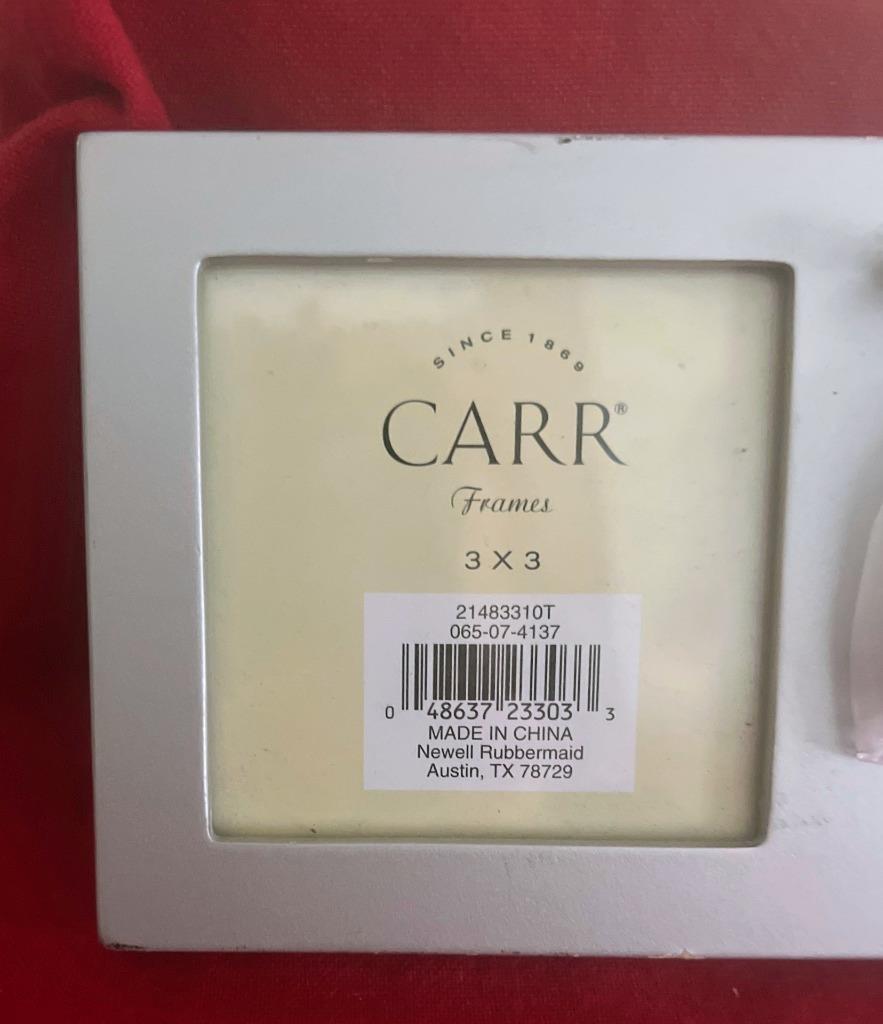 SINCE 1869
CARR®
Frames
3 X 3
21483310T
065-07-4137
0 48637 23303 3
MADE IN CHINA
Newell Rubbermaid
Austin, TX 78729